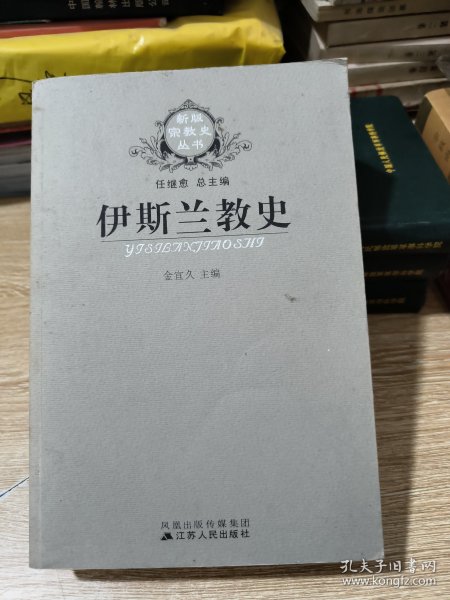 新版
宗教史
丛书
任继愈 总主编
伊斯兰教史
YISILANJIAOSHI
金宜久 主编
凤凰出版传媒集团
江苏人民出版社
孔夫子旧书网
www.kongfz.com